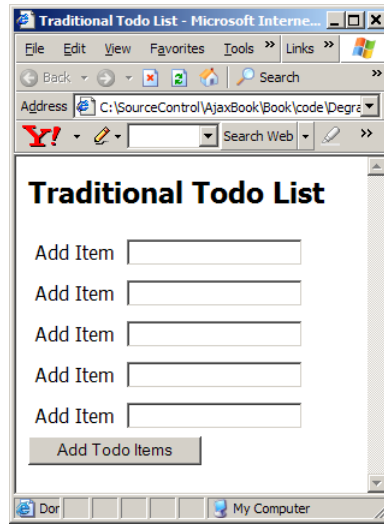 Traditional Todo List - Microsoft Interne...
File Edit View Favorites Tools » Links »
Back Search »
Address C:\SourceControl\AjaxBook\Book\code\Degra
Y! Search Web »
Traditional Todo List
Add Item
Add Item
Add Item
Add Item
Add Item
Add Todo Items
Dor My Computer